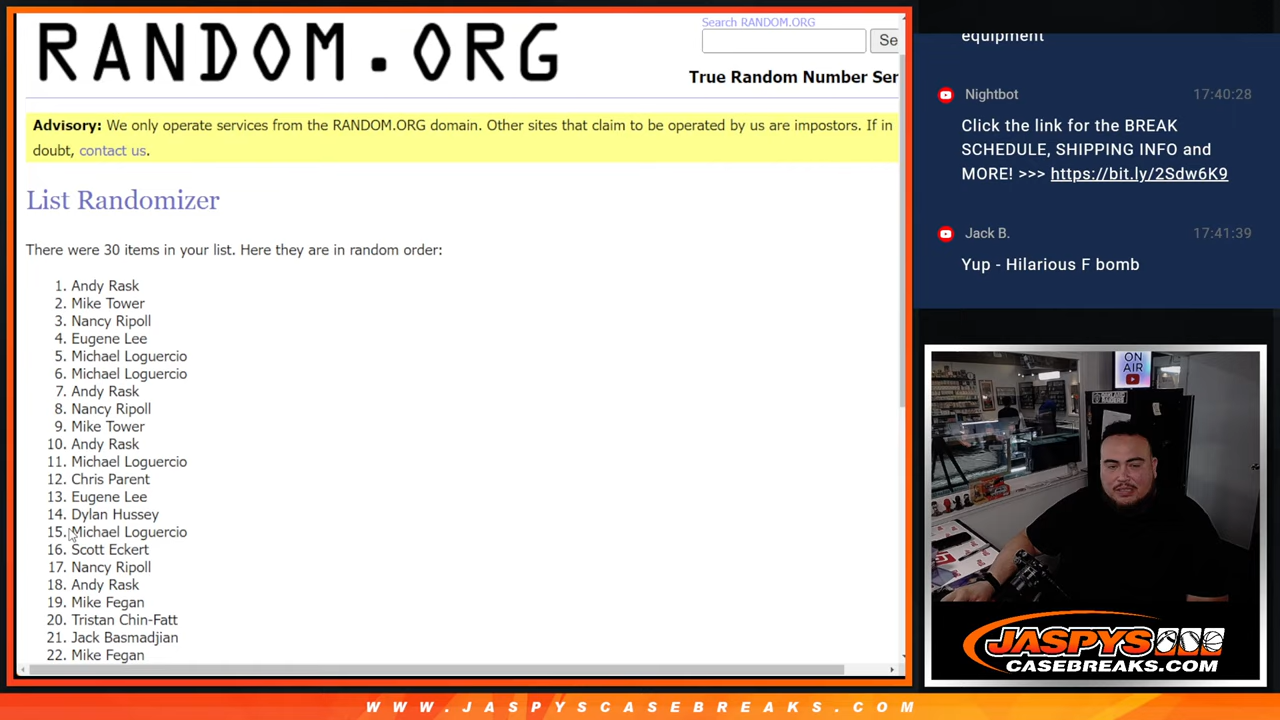 RANDOM.ORG
Search RANDOM.ORG
Se
True Random Number Ser
Advisory: We only operate services from the RANDOM.ORG domain. Other sites that claim to be operated by us are impostors. If in
doubt, contact us.
List Randomizer
There were 30 items in your list. Here they are in random order:
1. Andy Rask
2. Mike Tower
3. Nancy Ripoll
4. Eugene Lee
5. Michael Loguercio
6. Michael Loguercio
7. Andy Rask
8. Nancy Ripoll
9. Mike Tower
10. Andy Rask
11. Michael Loguercio
12. Chris Parent
13. Eugene Lee
14. Dylan Hussey
15. Michael Loguercio
16. Scott Eckert
17. Nancy Ripoll
18. Andy Rask
19. Mike Fegan
20. Tristan Chin-Fatt
21. Jack Basmadjian
22. Mike Fegan
equipment
Nightbot 17:40:28
Click the link for the BREAK
SCHEDULE, SHIPPING INFO and
MORE! >>> https://bit.ly/2Sdw6K9
Jack B. 17:41:39
Yup - Hilarious F bomb
ON
AIR
JASPYS
CASEBREAKS.COM
WWW.JASPYSCASEBREAKS.COM